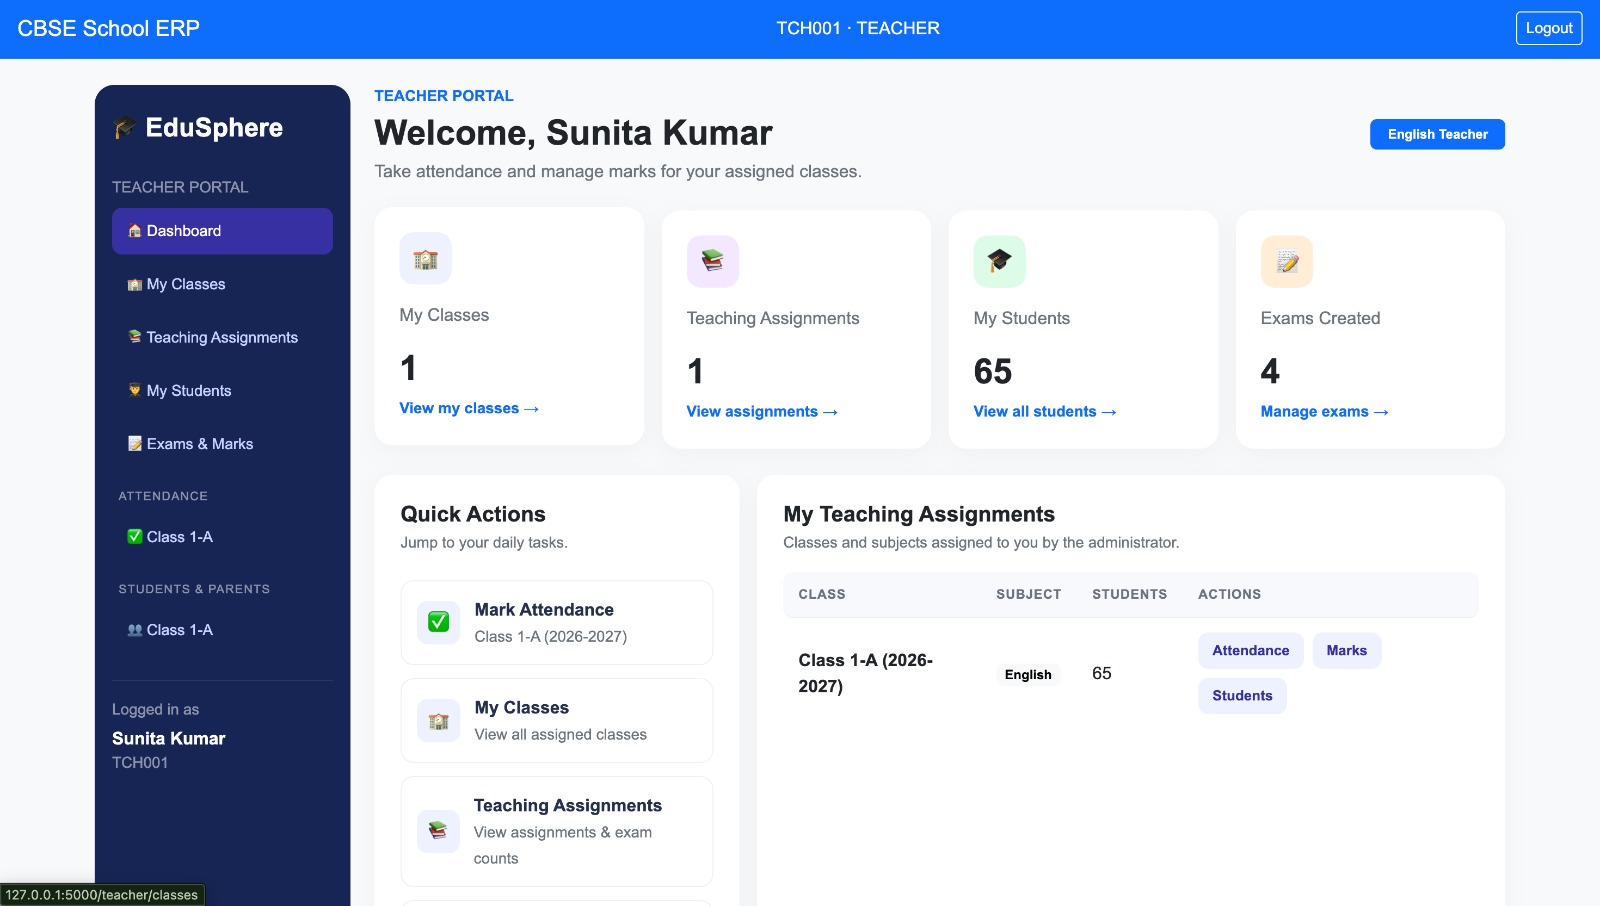 CBSE School ERP
TCH001 · TEACHER
Logout
EduSphere
TEACHER PORTAL
Dashboard
My Classes
Teaching Assignments
My Students
Exams & Marks
ATTENDANCE
Class 1-A
STUDENTS & PARENTS
Class 1-A
Logged in as
Sunita Kumar
TCH001
TEACHER PORTAL
Welcome, Sunita Kumar
Take attendance and manage marks for your assigned classes.
English Teacher
My Classes
1
View my classes →
Teaching Assignments
1
View assignments →
My Students
65
View all students →
Exams Created
4
Manage exams →
Quick Actions
Jump to your daily tasks.
Mark Attendance
Class 1-A (2026-2027)
My Classes
View all assigned classes
Teaching Assignments
View assignments & exam
counts
My Teaching Assignments
Classes and subjects assigned to you by the administrator.
CLASS SUBJECT STUDENTS ACTIONS
Class 1-A (2026-
2027)
English
65
Attendance
Marks
Students
127.0.0.1:5000/teacher/classes